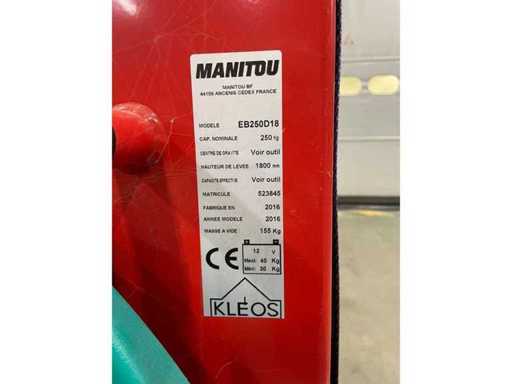 MANITOU
MANITOU BF
44158 ANCENIS CEDEX FRANCE
MODELE EB250D18
CAP. NOMINALE 250 kg
CENTRE DE GRAVITE Voir outil
HAUTEUR DE LEVÉE 1800 mm
CAPACITE EFFECTIVE Voir outil
MATRICULE : 523845
FABRIQUE EN 2016
ANNEE MODELE 2016
MASSE A VIDE : 155 Kg
CE
12 V
Maxi: 40 Kg
Mini: 30 Kg
KLEOS